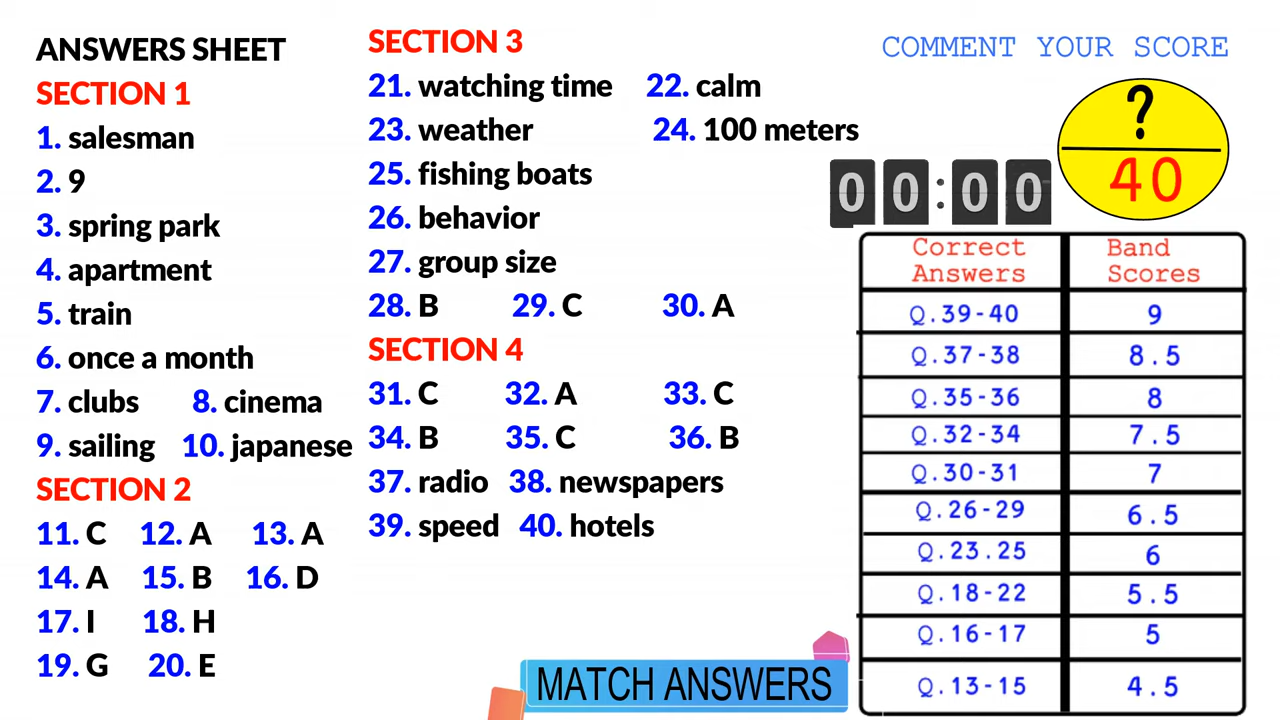 ANSWERS SHEET
SECTION 1
1. salesman
2. 9
3. spring park
4. apartment
5. train
6. once a month
7. clubs 8. cinema
9. sailing 10. japanese
SECTION 2
11. C 12. A 13. A
14. A 15. B 16. D
17. I 18. H
19. G 20. E
SECTION 3
21. watching time 22. calm
23. weather 24. 100 meters
25. fishing boats
26. behavior
27. group size
28. B 29. C 30. A
SECTION 4
31. C 32. A 33. C
34. B 35. C 36. B
37. radio 38. newspapers
39. speed 40. hotels
MATCH ANSWERS
COMMENT YOUR SCORE
?
40
00:00
Correct Answers Band Scores
Q.39-40 9
Q.37-38 8.5
Q.35-36 8
Q.32-34 7.5
Q.30-31 7
Q.26-29 6.5
Q.23.25 6
Q.18-22 5.5
Q.16-17 5
Q.13-15 4.5